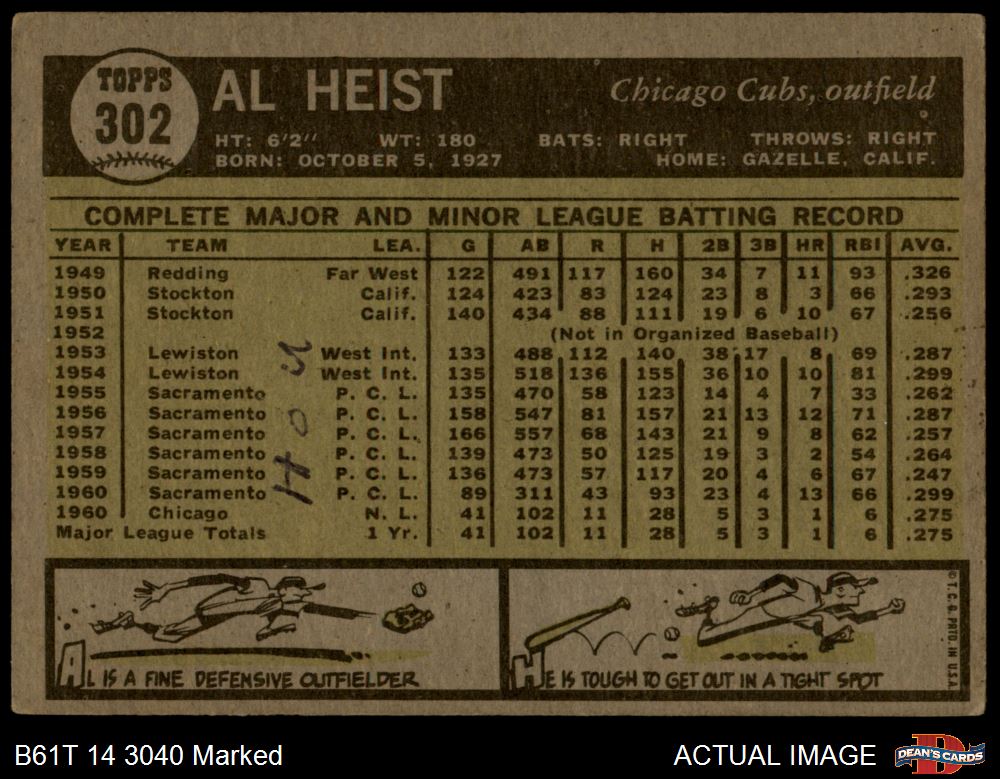 TOPPS
302
AL HEIST
Chicago Cubs, outfield
HT: 6'2" WT: 180 BATS: RIGHT THROWS: RIGHT
BORN: OCTOBER 5, 1927 HOME: GAZELLE, CALIF.
COMPLETE MAJOR AND MINOR LEAGUE BATTING RECORD
YEAR TEAM LEA. G AB R H 2B 3B HR RBI AVG.
1949 Redding Far West 122 491 117 160 34 7 11 93 .326
1950 Stockton Calif. 124 423 83 124 23 8 3 66 .293
1951 Stockton Calif. 140 434 88 111 19 6 10 67 .256
1952 (Not in Organized Baseball)
1953 Lewiston West Int. 133 488 112 140 38 17 8 69 .287
1954 Lewiston West Int. 135 518 136 155 36 10 10 81 .299
1955 Sacramento P. C. L. 135 470 58 123 14 4 7 33 .262
1956 Sacramento P. C. L. 158 547 81 157 21 13 12 71 .287
1957 Sacramento P. C. L. 166 557 68 143 21 9 8 62 .257
1958 Sacramento P. C. L. 139 473 50 125 19 3 2 54 .264
1959 Sacramento P. C. L. 136 473 57 117 20 4 6 67 .247
1960 Sacramento P. C. L. 89 311 43 93 23 4 13 66 .299
1960 Chicago N. L. 41 102 11 28 5 3 1 6 .275
Major League Totals 1 Yr. 41 102 11 28 5 3 1 6 .275
AL IS A FINE DEFENSIVE OUTFIELDER
HE IS TOUGH TO GET OUT IN A TIGHT SPOT
© T. C. G. PRTD. IN U.S.A.
B61T 14 3040 Marked
ACTUAL IMAGE
DEAN'S CARDS